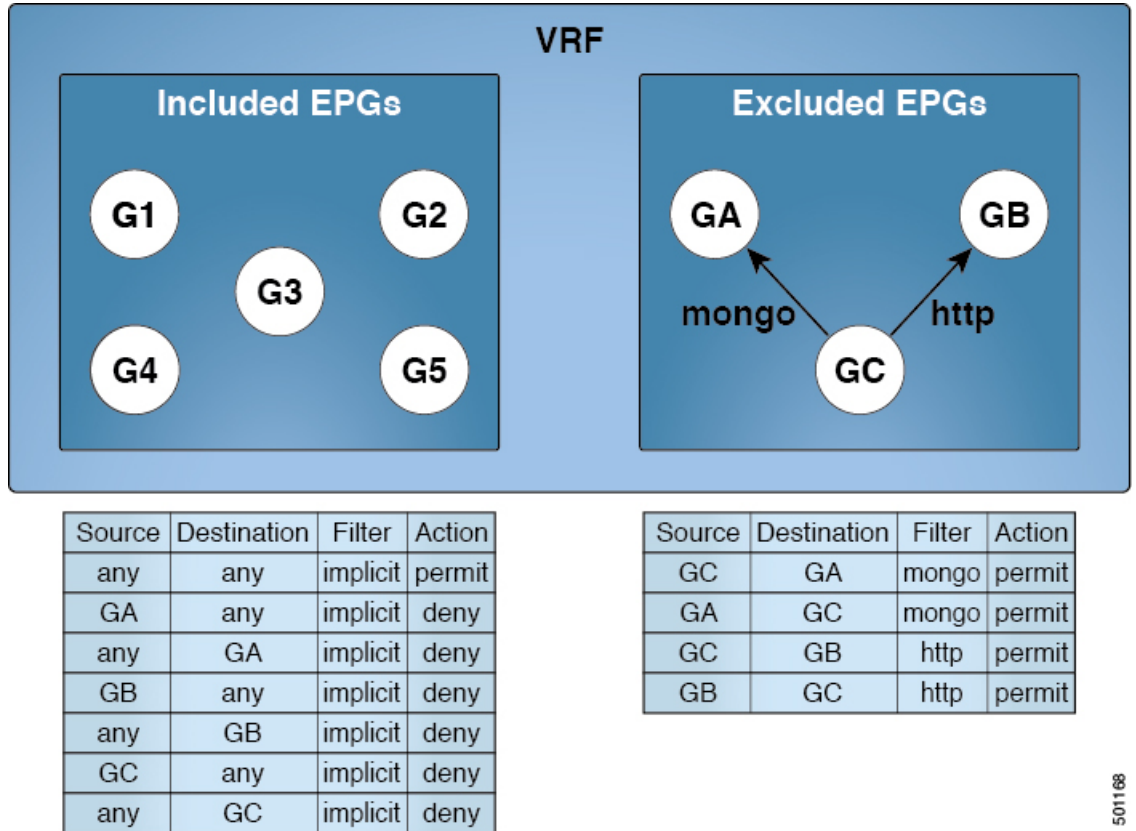 VRF
Included EPGs
G1
G2
G3
G4
G5
Excluded EPGs
GA
GB
mongo
http
GC
Source Destination Filter Action
any any implicit permit
GA any implicit deny
any GA implicit deny
GB any implicit deny
any GB implicit deny
GC any implicit deny
any GC implicit deny
Source Destination Filter Action
GC GA mongo permit
GA GC mongo permit
GC GB http permit
GB GC http permit
501168